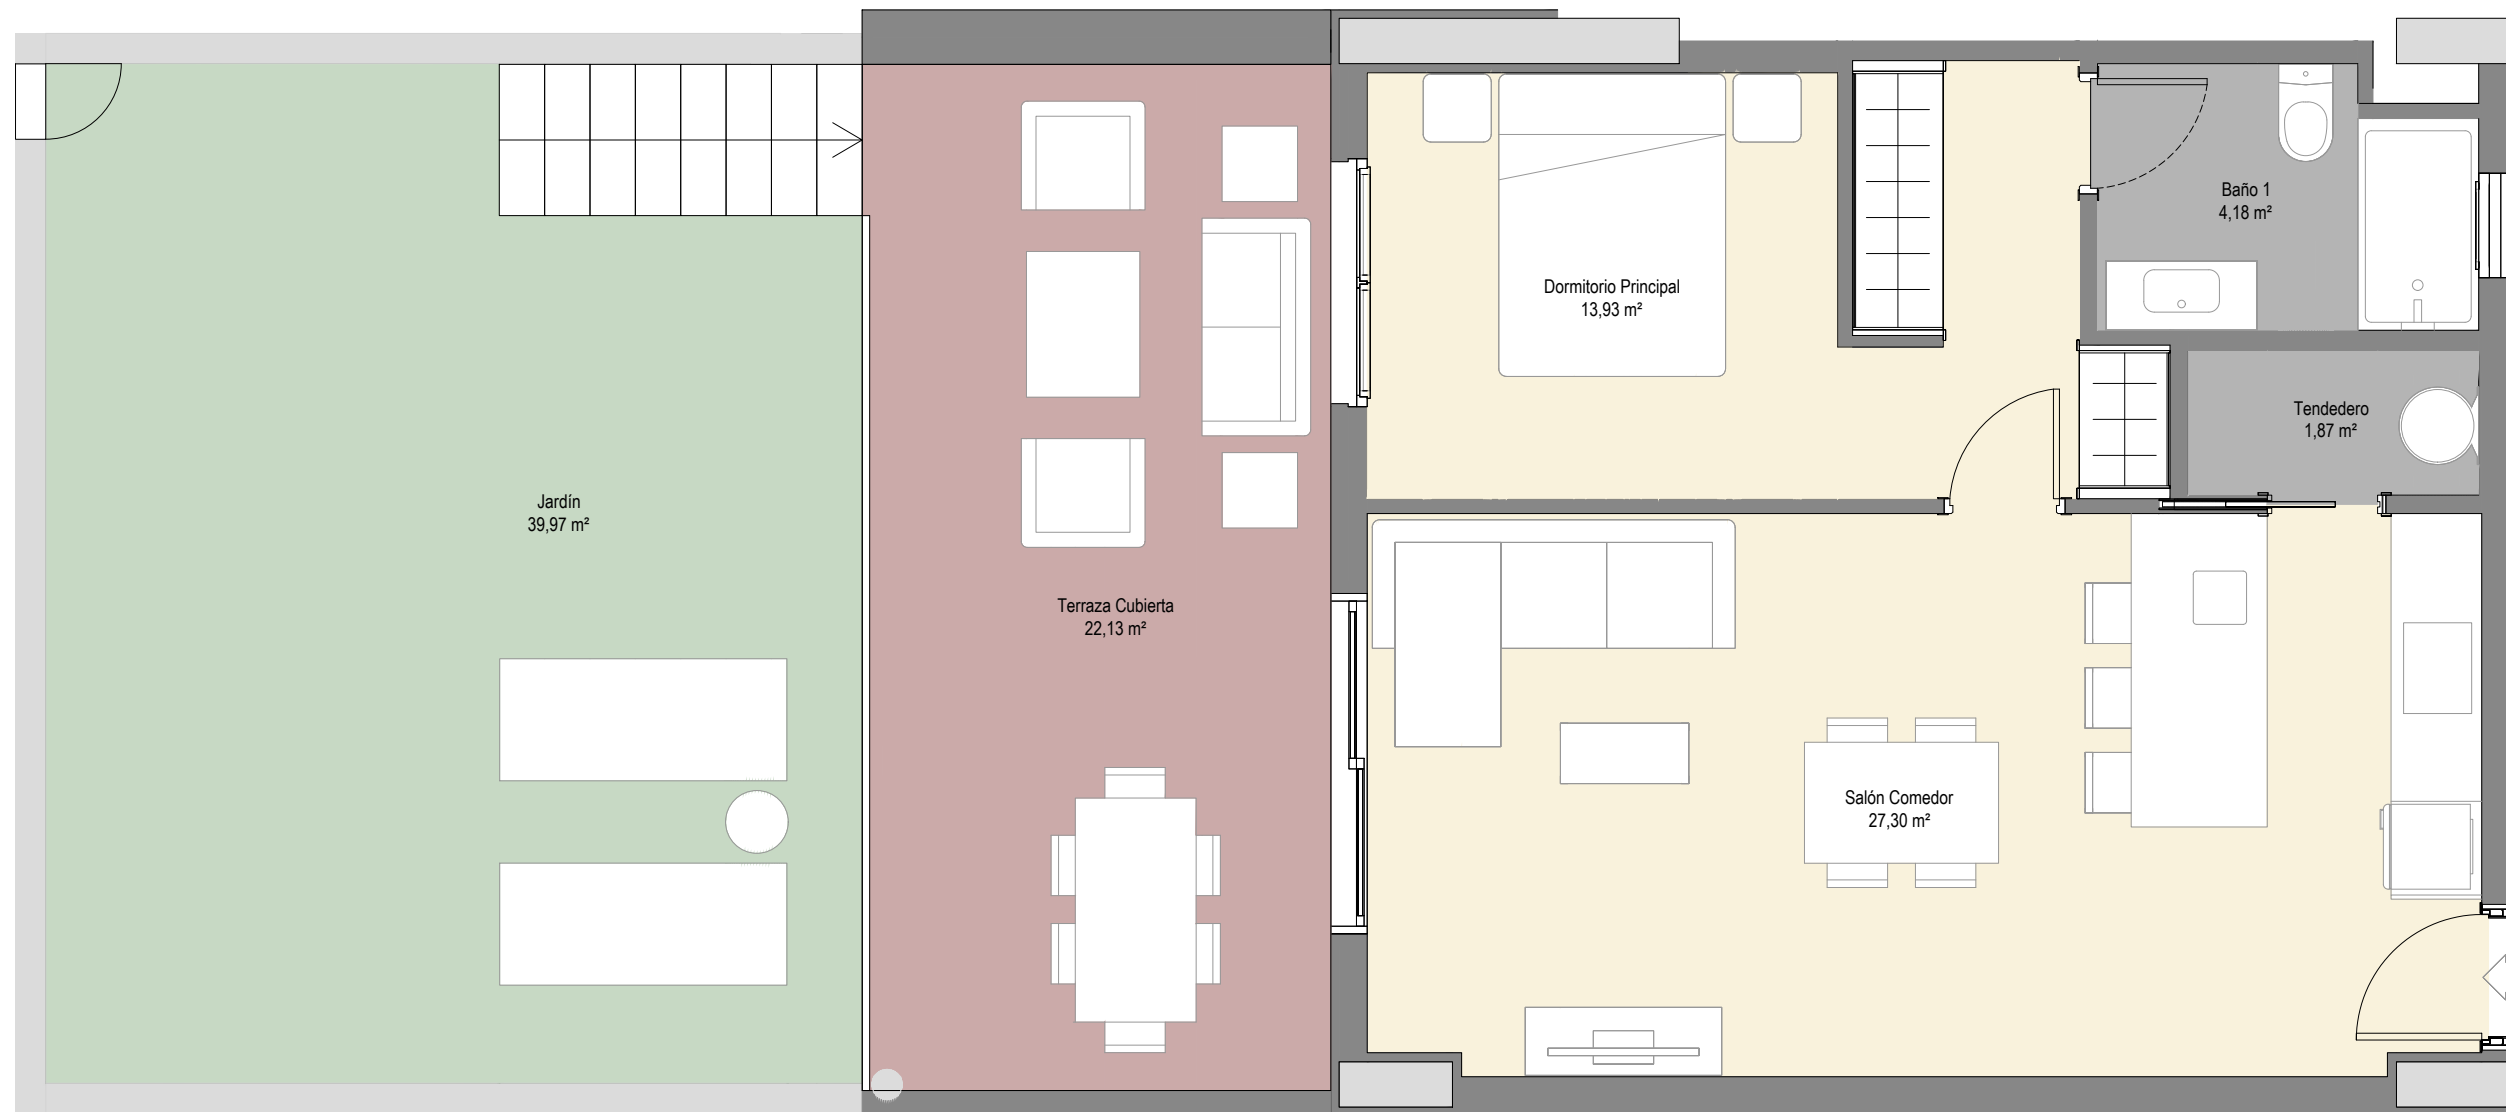 Baño 1
4,18 m²
Dormitorio Principal
13,93 m²
Tendedero
1,87 m²
Jardín
39,97 m²
Terraza Cubierta
22,13 m²
Salón Comedor
27,30 m²